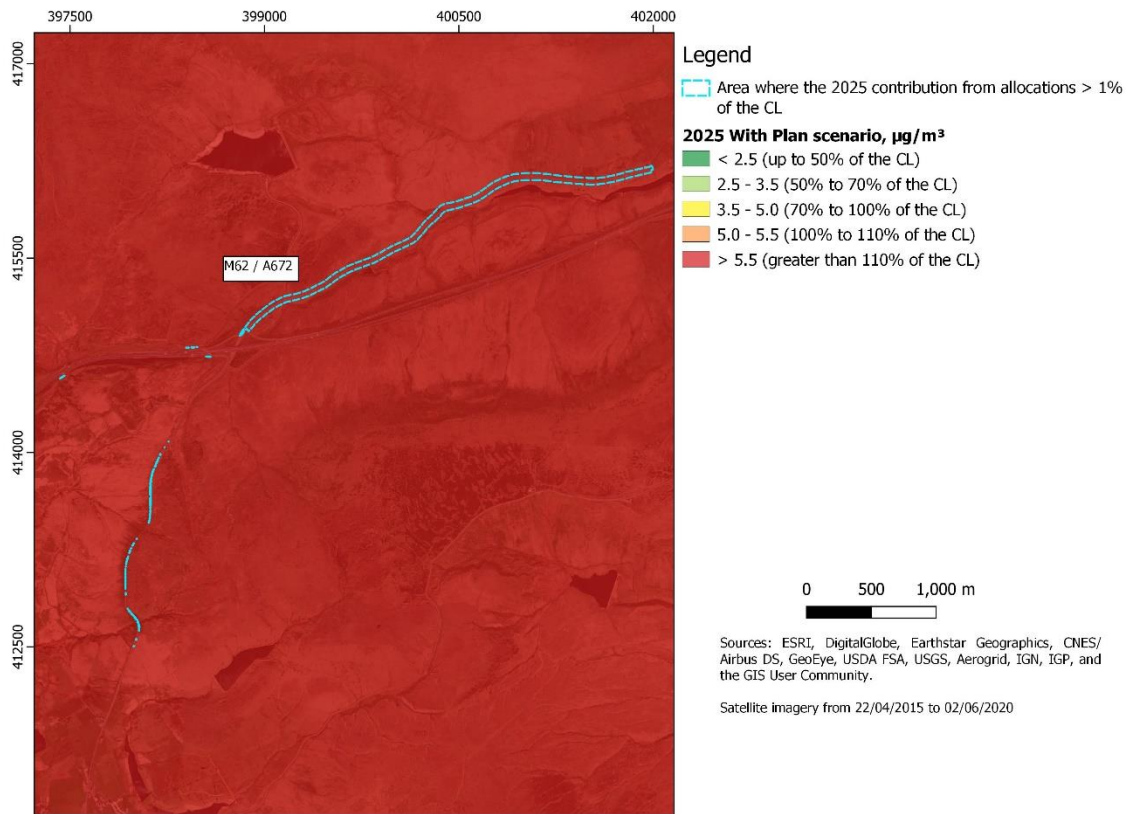 397500 399000 400500 402000
417000
415500
414000
412500
M62 / A672
Legend
Area where the 2025 contribution from allocations > 1%
of the CL
2025 With Plan scenario, µg/m³
< 2.5 (up to 50% of the CL)
2.5 - 3.5 (50% to 70% of the CL)
3.5 - 5.0 (70% to 100% of the CL)
5.0 - 5.5 (100% to 110% of the CL)
> 5.5 (greater than 110% of the CL)
0 500 1,000 m
Sources: ESRI, DigitalGlobe, Earthstar Geographics, CNES/
Airbus DS, GeoEye, USDA FSA, USGS, Aerogrid, IGN, IGP, and
the GIS User Community.
Satellite imagery from 22/04/2015 to 02/06/2020